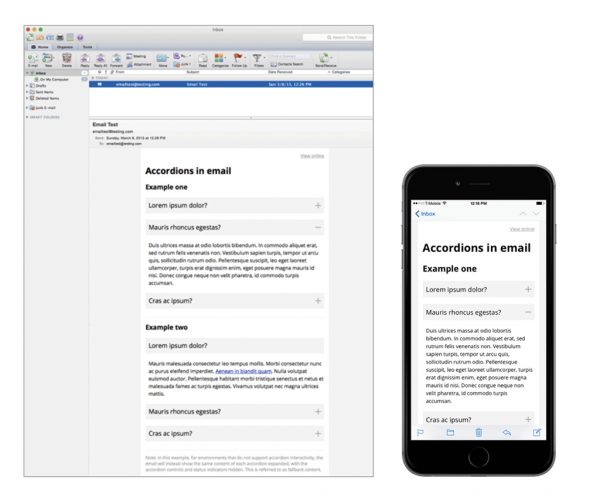 Inbox
Search This Folder
Home Organize Tools
E-mail New Delete Reply Reply All Forward Meeting Attachment Move Junk Read Categorize Follow Up Filters Contacts Search Send/Receive
Inbox
From Subject Date Received Categories
On My Computer
Drafts
emailtest@testing.com Email Test Sun 3/8/15, 12:26 PM
Sent Items
Deleted Items
Junk E-mail
SMART FOLDERS
Email Test
emailtest@testing.com
Sent: Sunday, March 8, 2015 at 12:26 PM
To: emailtest@testing.com
View online
Accordions in email
Example one
Lorem ipsum dolor?
Mauris rhoncus egestas?
Duis ultrices massa at odio lobortis bibendum. In commodo aliquet erat,
sed rutrum felis venenatis non. Vestibulum sapien turpis, tempor ut arcu
quis, sollicitudin rutrum dolor. Pellentesque suscipit, leo eget laoreet
ullamcorper, turpis erat dignissim enim, eget posuere magna mauris id
mi. Donec congue neque non velit pharetra, id commodo turpis
accumsan.
Cras ac ipsum?
Example two
Lorem ipsum dolor?
Mauris malesuada consectetur leo tempus mollis. Morbi consectetur nunc
ac purus eleifend imperdiet. Aenean in blandit quam. Nulla volutpat
euismod auctor. Pellentesque habitant morbi tristique senectus et netus et
malesuada fames ac turpis egestas. Vivamus volutpat nec magna ultrices
mattis.
Mauris rhoncus egestas?
Cras ac ipsum?
Note, in this example, for environments that do not support accordion interactivity, the
email will instead show the same content of each accordion expanded, with the
accordion controls and status indicators hidden. This is referred to as fallback content.
T-Mobile 12:16 PM
Inbox
View online
Accordions in email
Example one
Lorem ipsum dolor?
Mauris rhoncus egestas?
Duis ultrices massa at odio lobortis
bibendum. In commodo aliquet erat,
sed rutrum felis venenatis non.
Vestibulum sapien turpis, tempor ut
arcu quis, sollicitudin rutrum dolor.
Pellentesque suscipit, leo eget
laoreet ullamcorper, turpis erat
dignissim enim, eget posuere magna
mauris id mi. Donec congue neque
non velit pharetra, id commodo turpis
accumsan.
Cras ac ipsum?